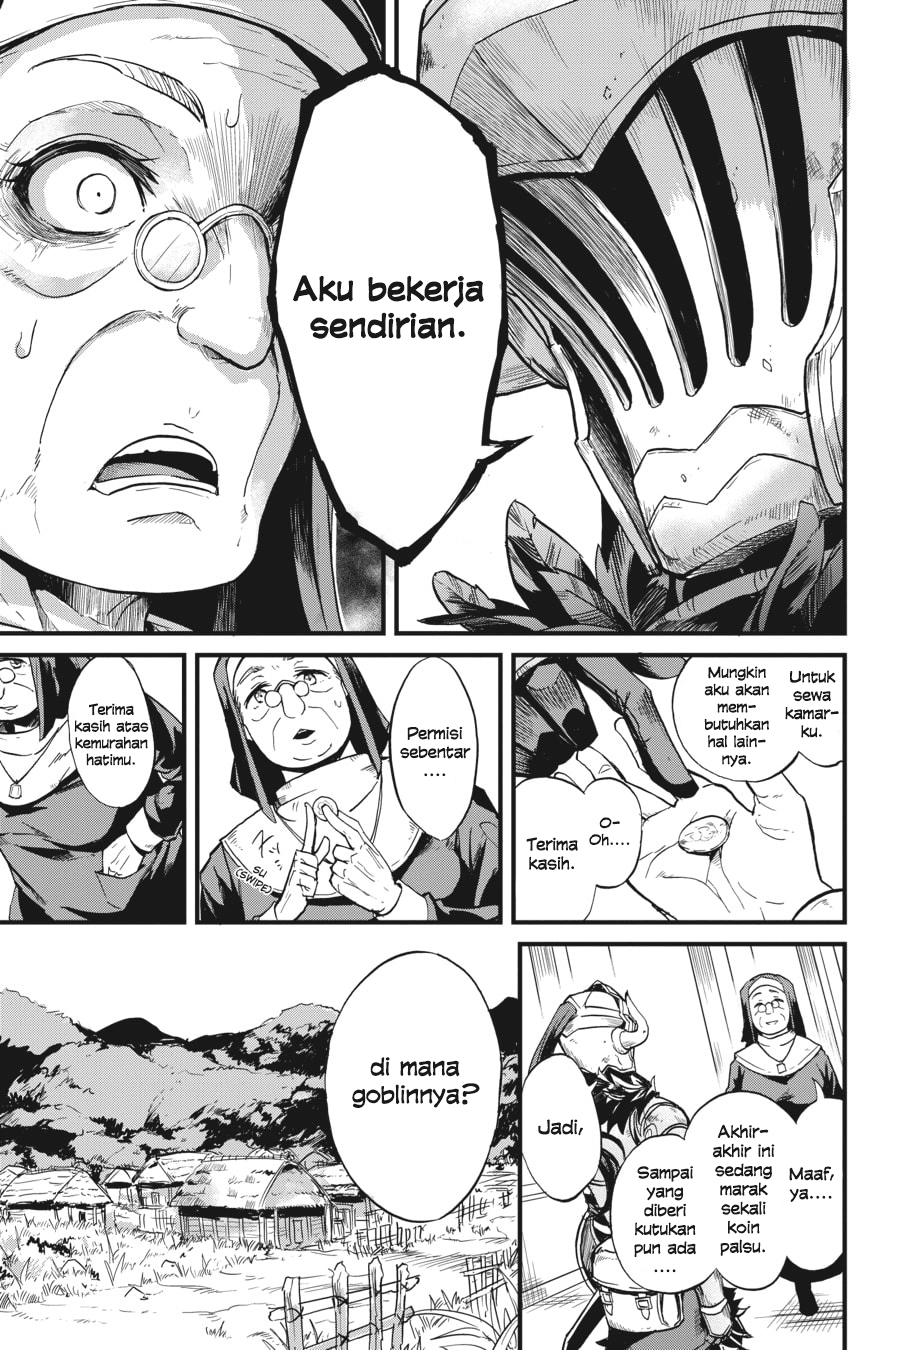 Aku bekerja
sendirian.
Untuk
sewa
kamar-
ku.
Mungkin
aku akan
mem-
butuhkan
hal lain-
nya.
O-
Oh....
Terima
kasih.
Permisi
sebentar
....
SU
(SWIPE)
Terima
kasih atas
kemurahan
hatimu.
Maaf,
ya....
Akhir-
akhir ini
sedang
marak
sekali
koin
palsu.
Sampai
yang
diberi
kutukan
pun ada
....
Jadi,
di mana
goblinnya?